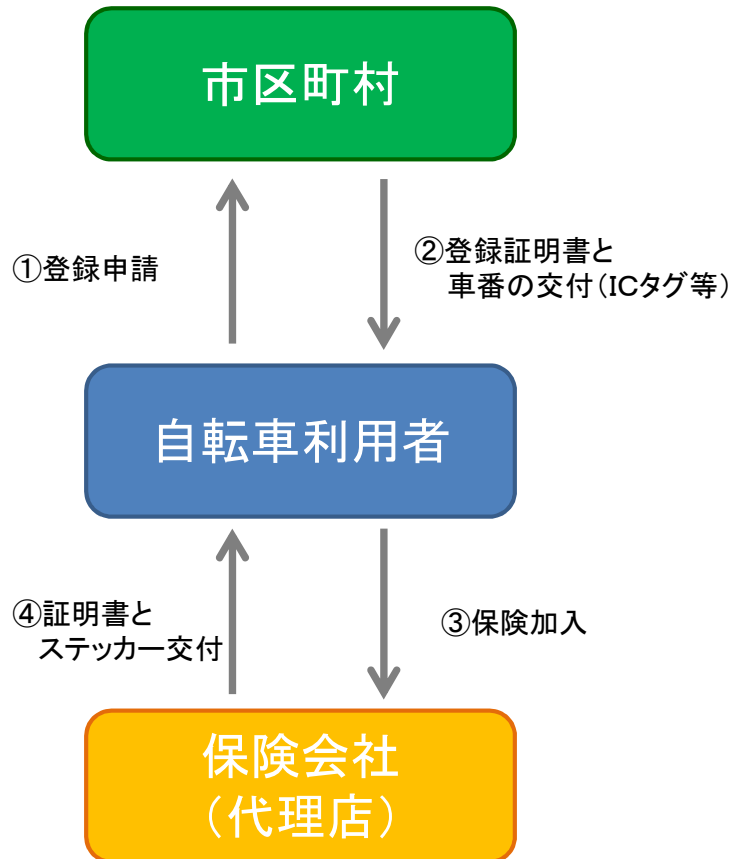 市区町村
①登録申請
②登録証明書と
車番の交付(ICタグ等)
自転車利用者
④証明書と
ステッカー交付
③保険加入
保険会社
(代理店)